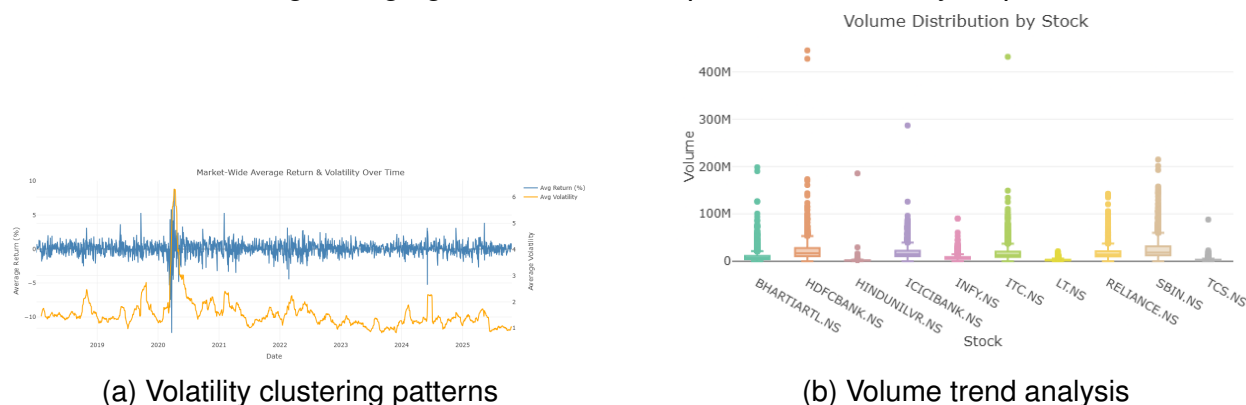 Volume Distribution by Stock
Market-Wide Average Return & Volatility Over Time
Avg Return (%)
Avg Volatility
10
5
0
−5
−10
Average Return (%)
6
5
4
3
2
1
Average Volatility
2019
2020
2021
2022
2023
2024
2025
Date
400M
300M
200M
100M
0
Volume
BHARTIARTL.NS
HDFCBANK.NS
HINDUNILVR.NS
ICICIBANK.NS
INFY.NS
ITC.NS
LT.NS
RELIANCE.NS
SBIN.NS
TCS.NS
Stock
(a) Volatility clustering patterns
(b) Volume trend analysis